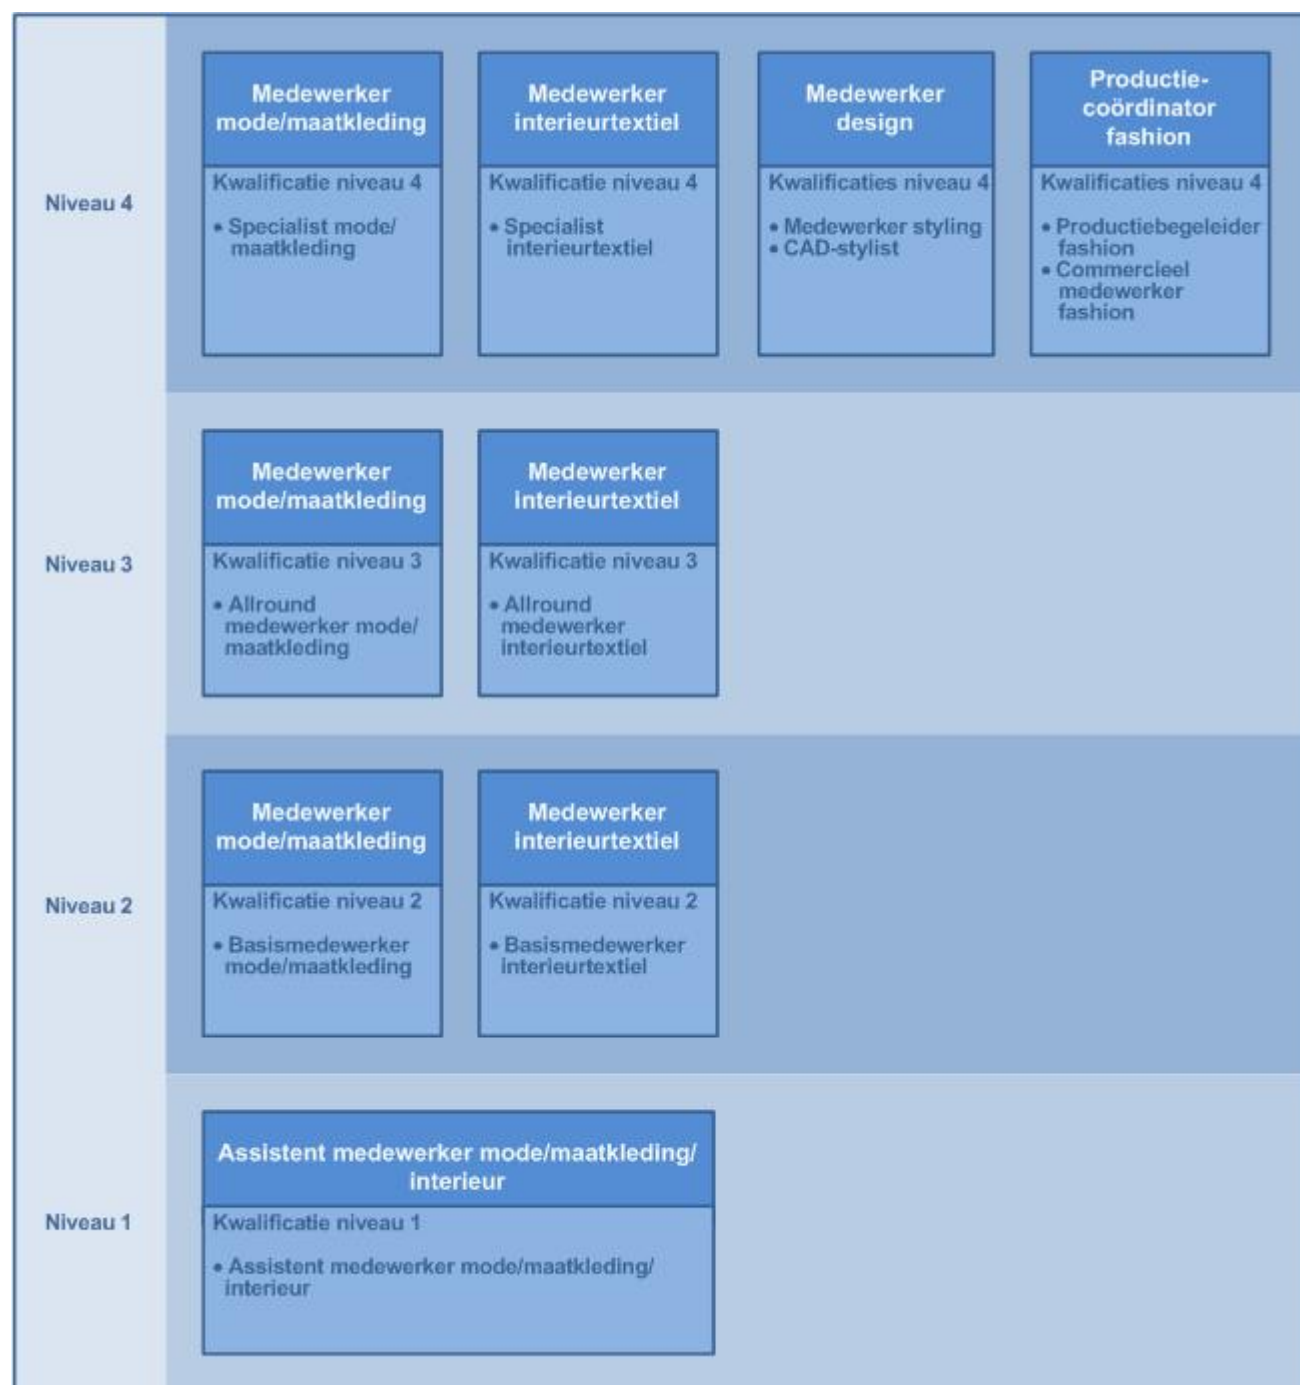 Niveau 4
Medewerker
mode/maatkleding
Kwalificatie niveau 4
• Specialist mode/
maatkleding
Medewerker
interieurtextiel
Kwalificatie niveau 4
• Specialist
interieurtextiel
Medewerker
design
Kwalificaties niveau 4
• Medewerker styling
• CAD-stylist
Productie-
coördinator
fashion
Kwalificaties niveau 4
• Productiebegeleider
fashion
• Commercieel
medewerker
fashion
Niveau 3
Medewerker
mode/maatkleding
Kwalificatie niveau 3
• Allround
medewerker mode/
maatkleding
Medewerker
interieurtextiel
Kwalificatie niveau 3
• Allround
medewerker
interieurtextiel
Niveau 2
Medewerker
mode/maatkleding
Kwalificatie niveau 2
• Basismedewerker
mode/maatkleding
Medewerker
interieurtextiel
Kwalificatie niveau 2
• Basismedewerker
interieurtextiel
Niveau 1
Assistent medewerker mode/maatkleding/
interieur
Kwalificatie niveau 1
• Assistent medewerker mode/maatkleding/
interieur